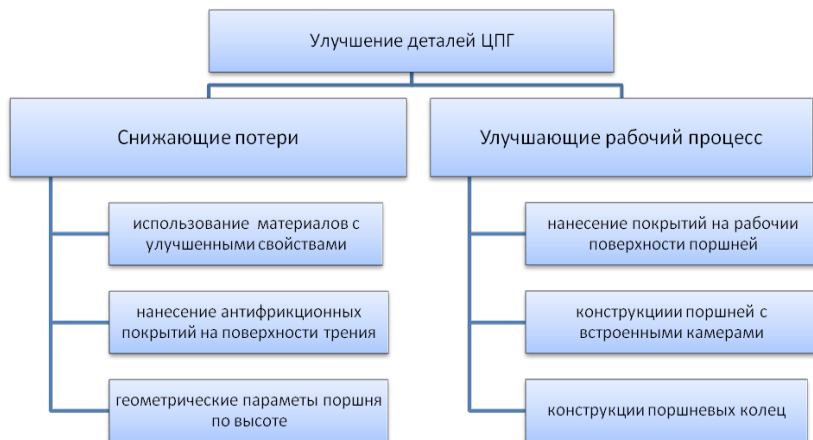 Улучшение деталей ЦПГ
Снижающие потери
Улучшающие рабочий процесс
использование материалов с
улучшенными свойствами
нанесение покрытий на рабочии
поверхности поршней
нанесение антифрикционных
покрытий на поверхности трения
конструкциии поршней с
встроенными камерами
геометрические параметы поршня
по высоте
конструкции поршневых колец